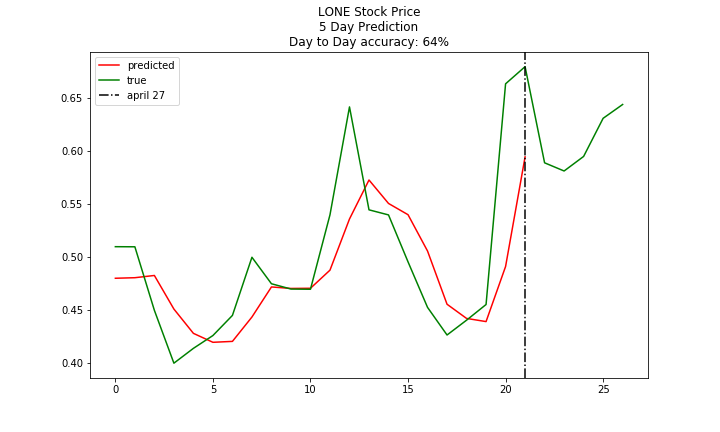 LONE Stock Price
5 Day Prediction
Day to Day accuracy: 64%
predicted
true
april 27
0.65
0.60
0.55
0.50
0.45
0.40
0 5 10 15 20 25